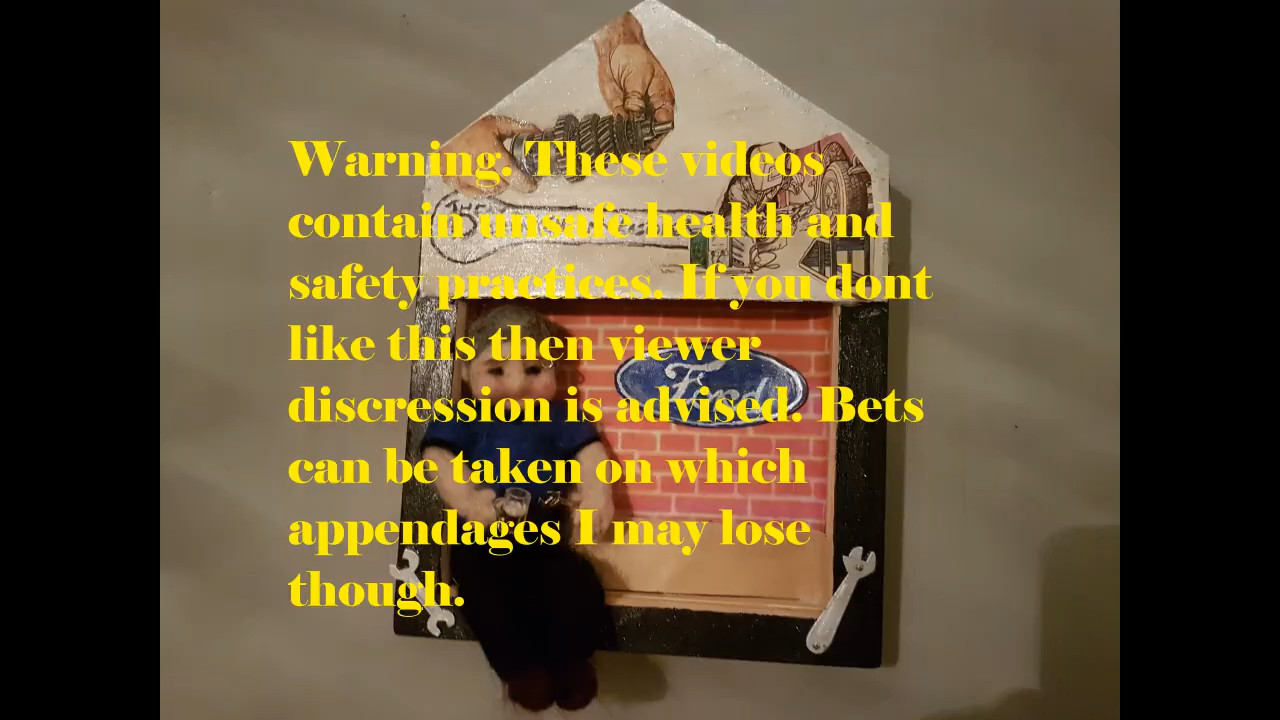 Warning. These videos
contain unsafe health and
safety practices. If you dont
like this then viewer
Ford
discression is advised. Bets
can be taken on which
appendages I may lose
though.